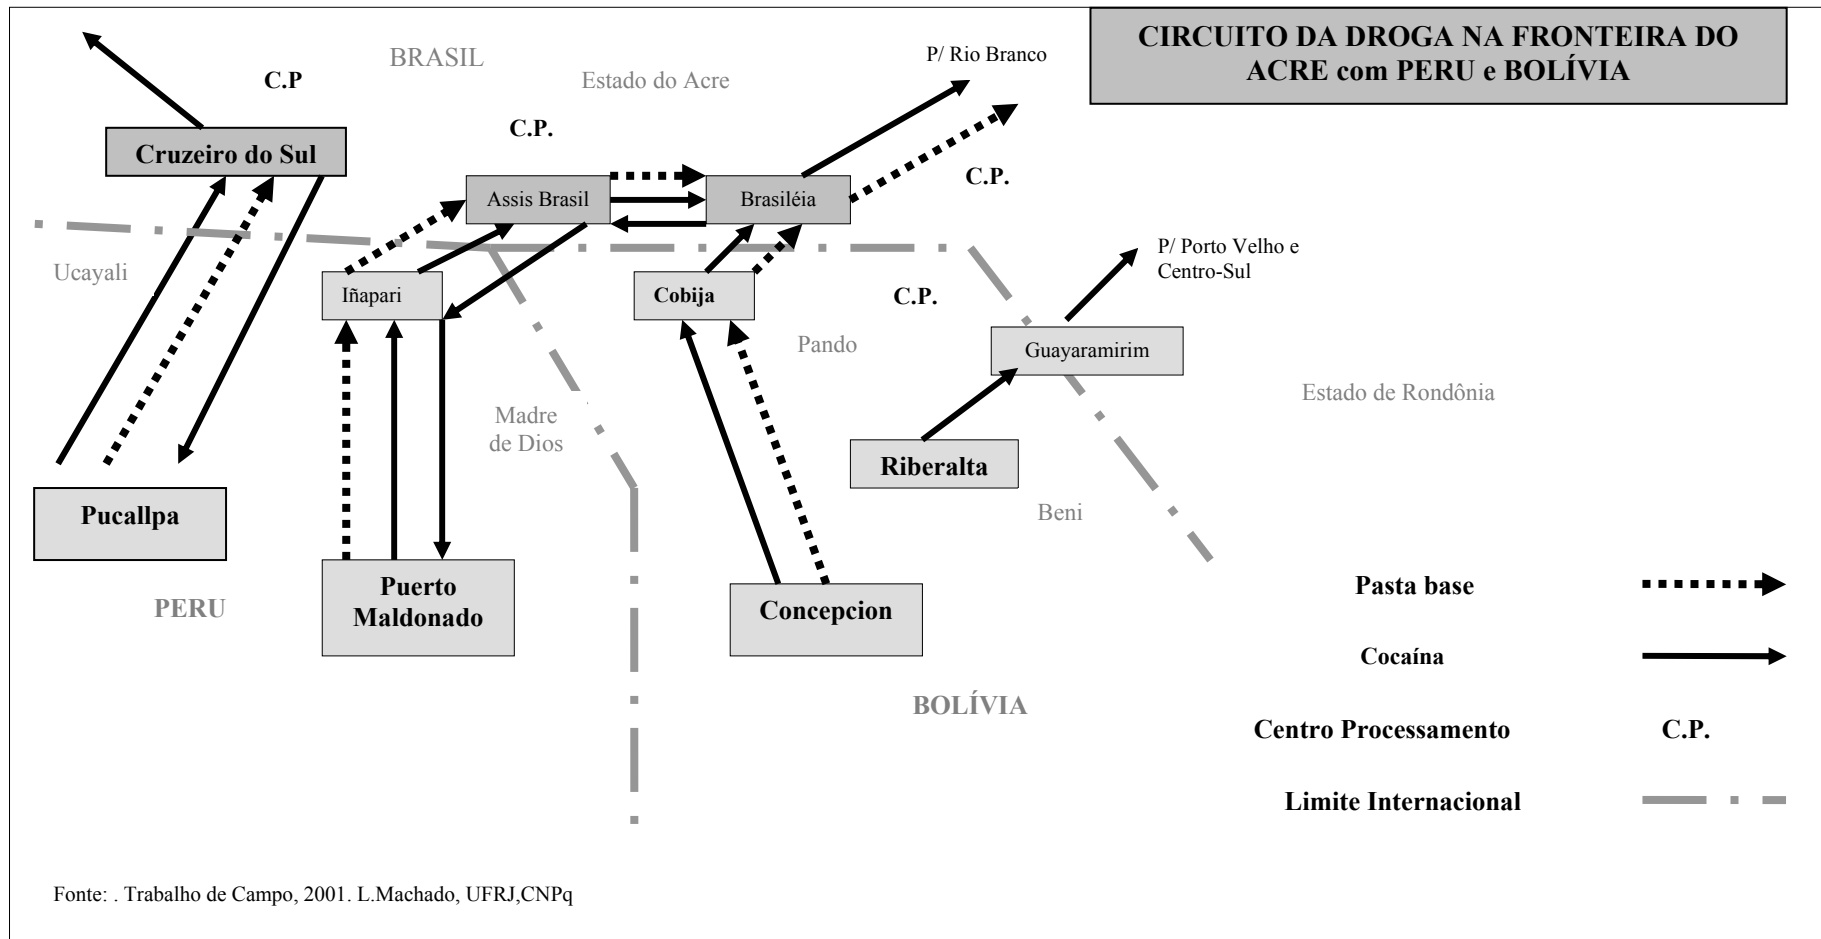 CIRCUITO DA DROGA NA FRONTEIRA DO
ACRE com PERU e BOLÍVIA
BRASIL
P/ Rio Branco
C.P
Estado do Acre
C.P.
Cruzeiro do Sul
C.P.
Assis Brasil
Brasiléia
P/ Porto Velho e
Centro-Sul
Ucayali
Iñapari
Cobija
C.P.
Pando
Guayaramirim
Estado de Rondônia
Madre
de Dios
Riberalta
Pucallpa
Beni
Puerto
Maldonado
Concepcion
PERU
BOLÍVIA
Pasta base
Cocaína
Centro Processamento
C.P.
Limite Internacional
Fonte: . Trabalho de Campo, 2001. L.Machado, UFRJ,CNPq